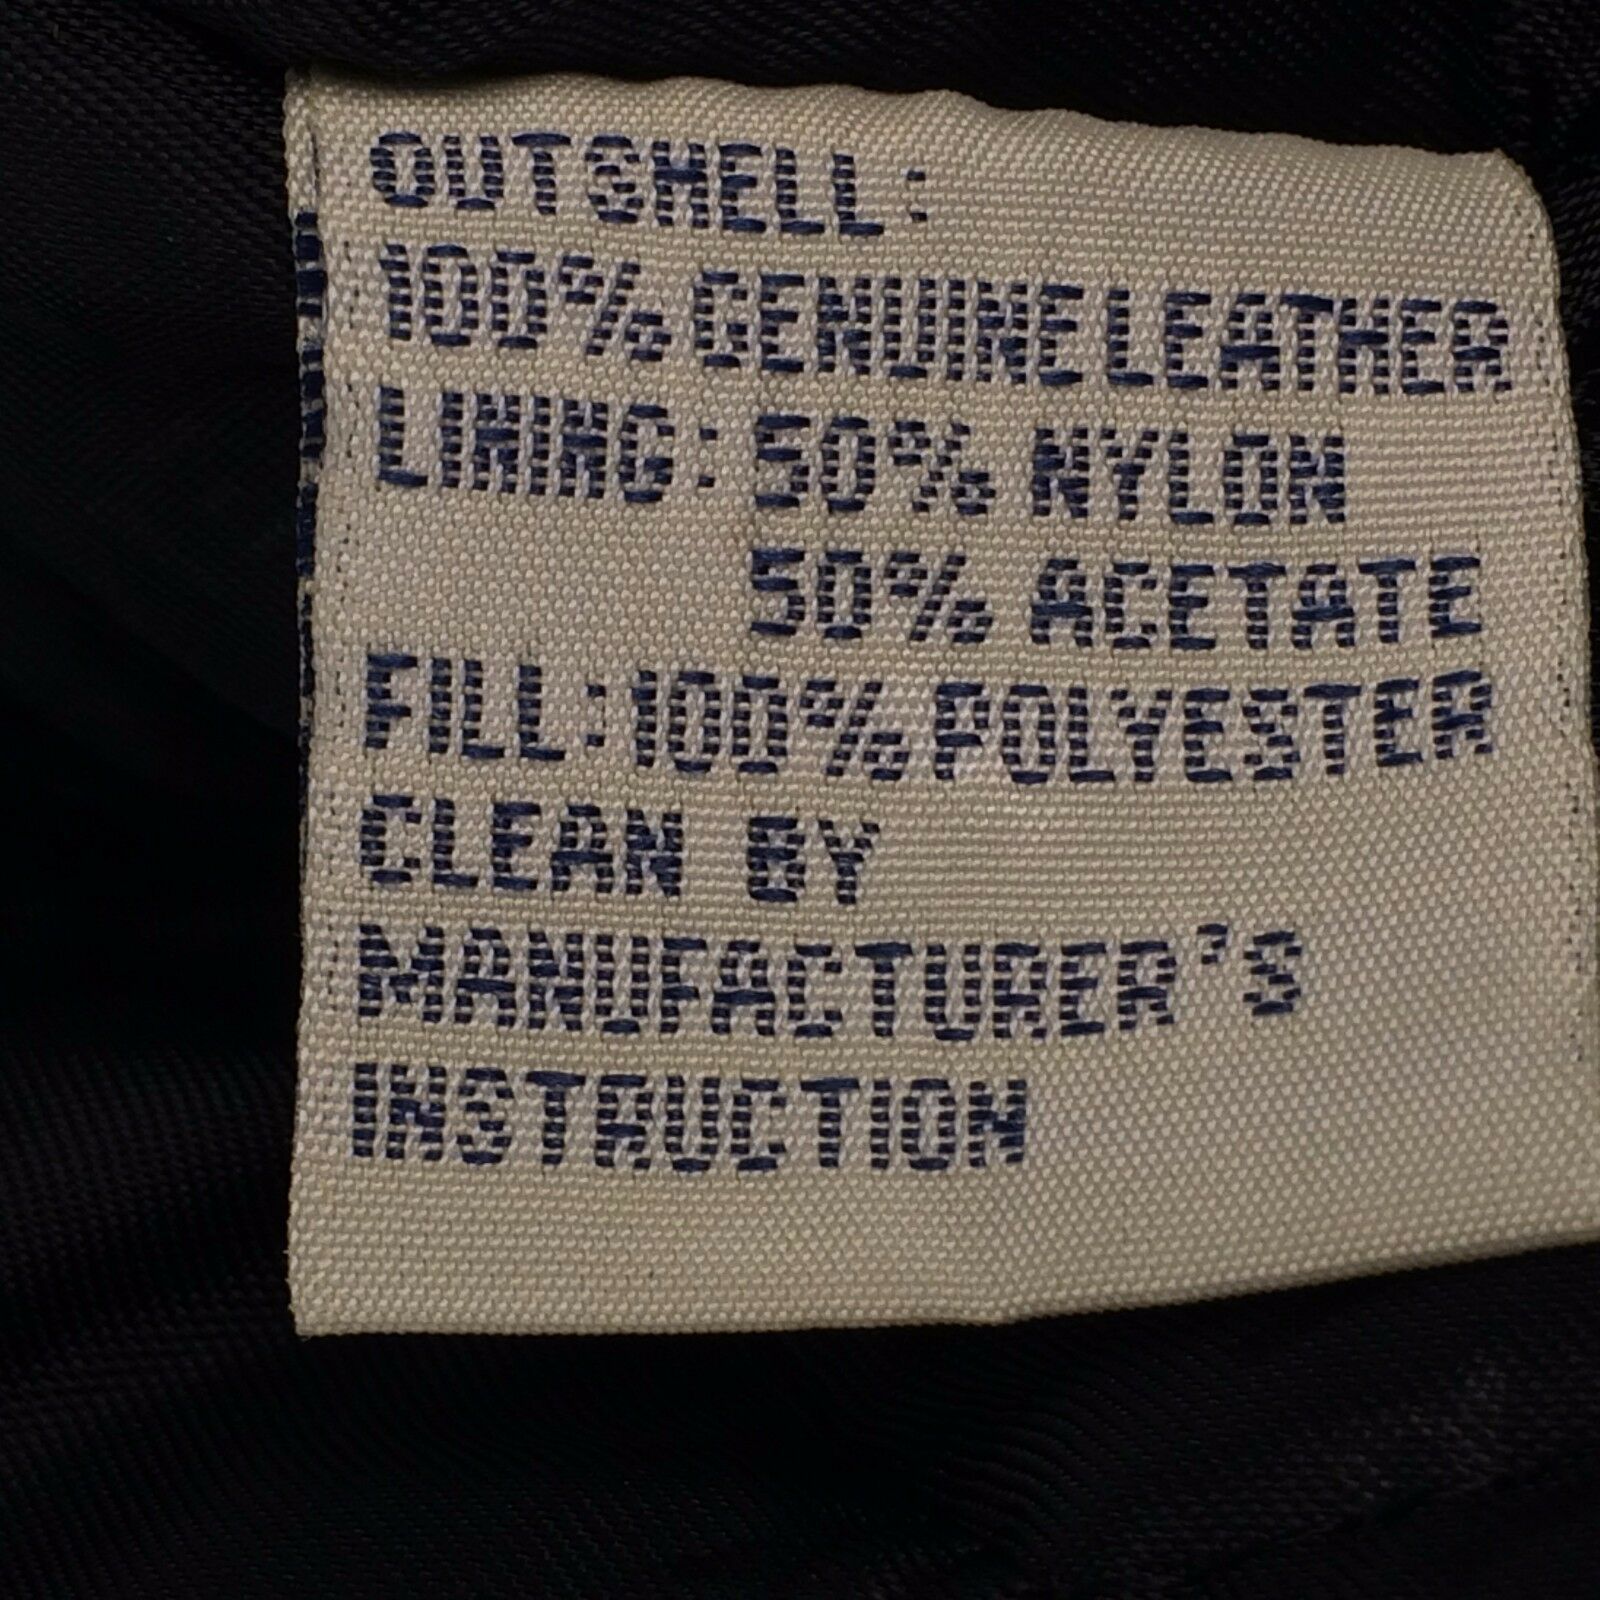 OUTSHELL:
100% GENUINE LEATHER
LINING: 50% NYLON
50% ACETATE
FILL: 100% POLYESTER
CLEAN BY
MANUFACTURER'S
INSTRUCTION